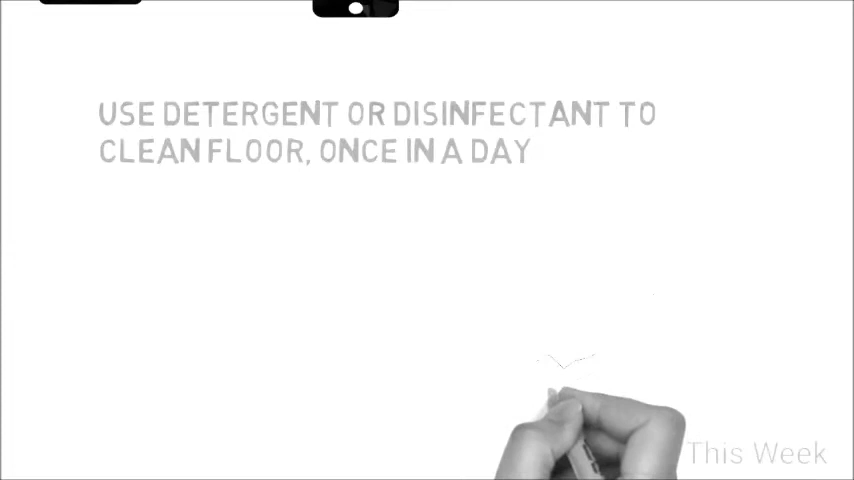 USE DETERGENT OR DISINFECTANT TO
CLEAN FLOOR, ONCE IN A DAY
This Week